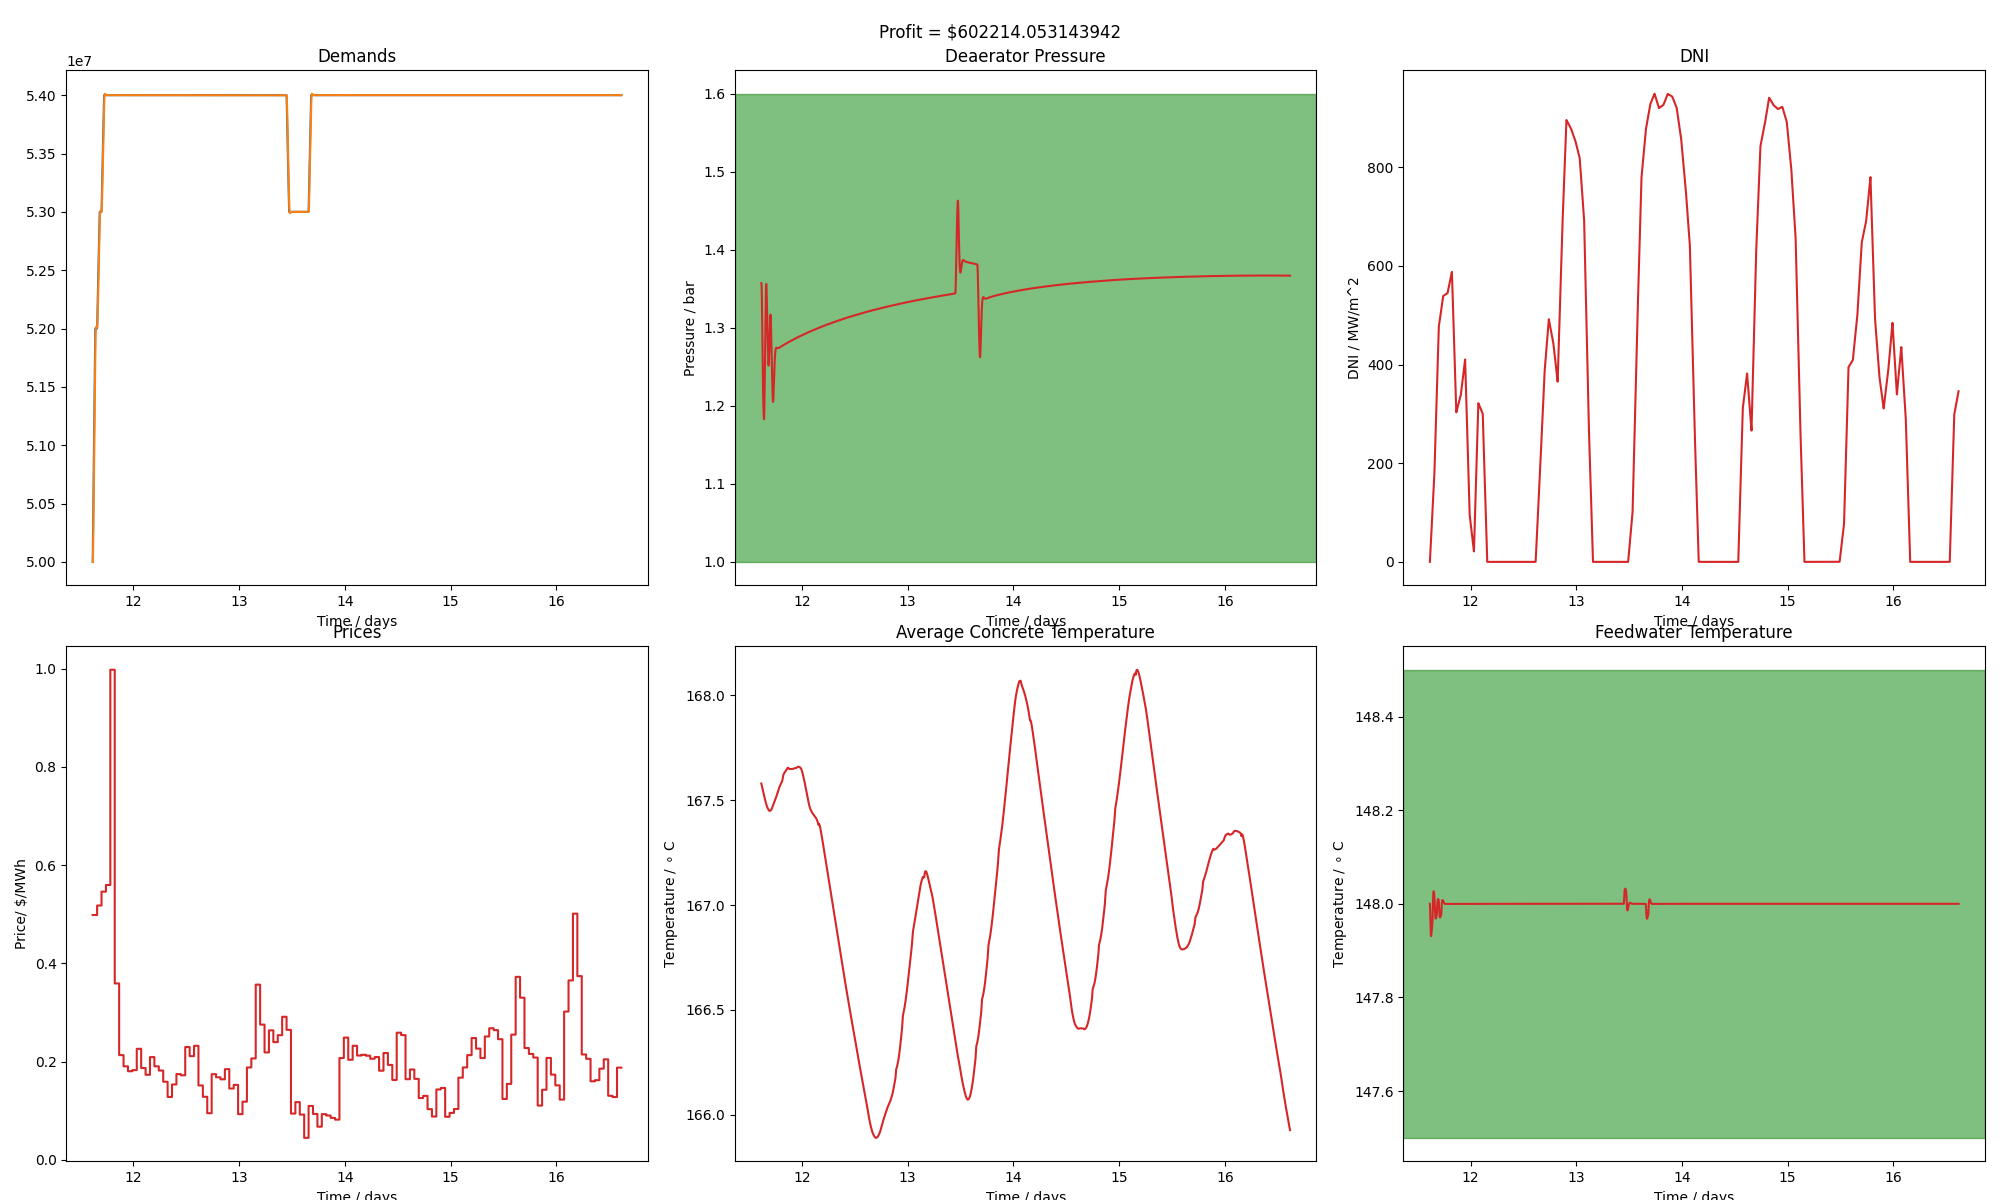 Profit = $602214.053143942
Demands
1e7
5.40
5.35
5.30
5.25
5.20
5.15
5.10
5.05
5.00
12 13 14 15 16
Time / days
Deaerator Pressure
Pressure / bar
1.6
1.5
1.4
1.3
1.2
1.1
1.0
12 13 14 15 16
Time / days
DNI
DNI / MW/m^2
800
600
400
200
0
12 13 14 15 16
Time / days
Prices
Price/ $/MWh
1.0
0.8
0.6
0.4
0.2
0.0
12 13 14 15 16
Time / days
Average Concrete Temperature
Temperature / ∘ C
168.0
167.5
167.0
166.5
166.0
12 13 14 15 16
Time / days
Feedwater Temperature
Temperature / ∘ C
148.4
148.2
148.0
147.8
147.6
12 13 14 15 16
Time / days